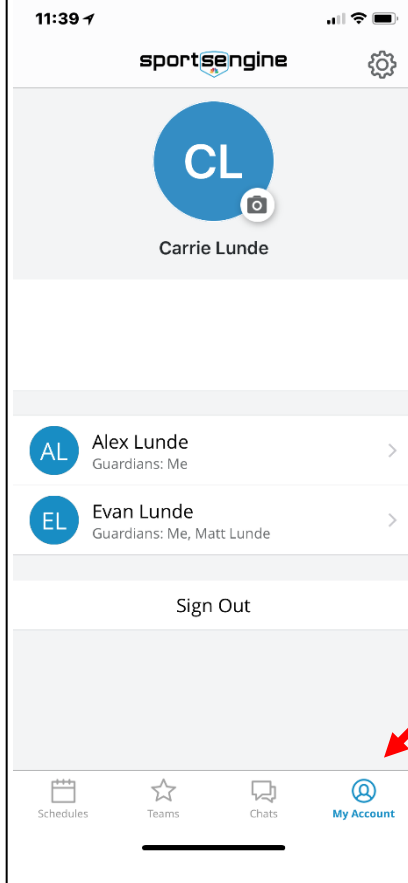 11:39
sportsengine
CL
Carrie Lunde
AL
Alex Lunde
Guardians: Me
EL
Evan Lunde
Guardians: Me, Matt Lunde
Sign Out
Schedules
Teams
Chats
My Account